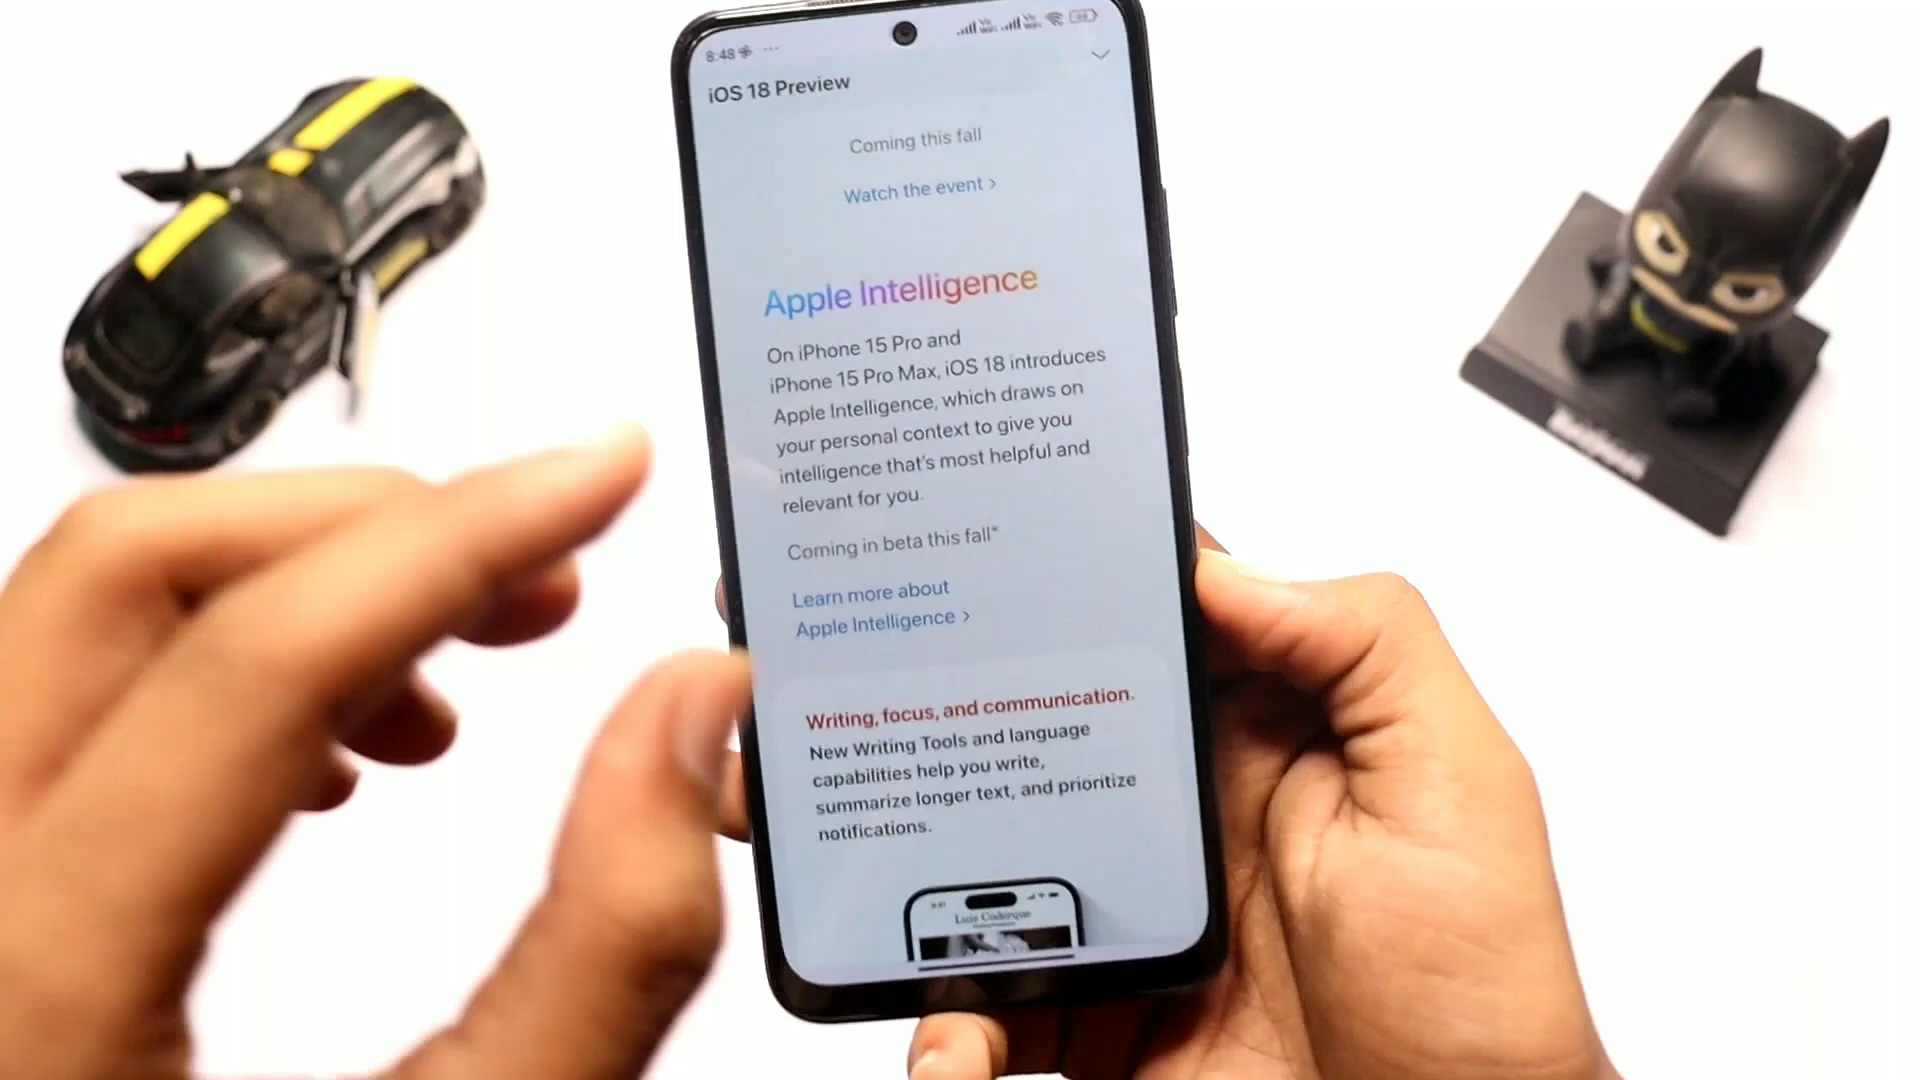 8:48
iOS 18 Preview
Coming this fall
Watch the event >
Apple Intelligence
On iPhone 15 Pro and
iPhone 15 Pro Max, iOS 18 introduces
Apple Intelligence, which draws on
your personal context to give you
intelligence that's most helpful and
relevant for you.
Coming in beta this fall*
Learn more about
Apple Intelligence >
Writing, focus, and communication.
New Writing Tools and language
capabilities help you write,
summarize longer text, and prioritize
notifications.
Luis Coderque